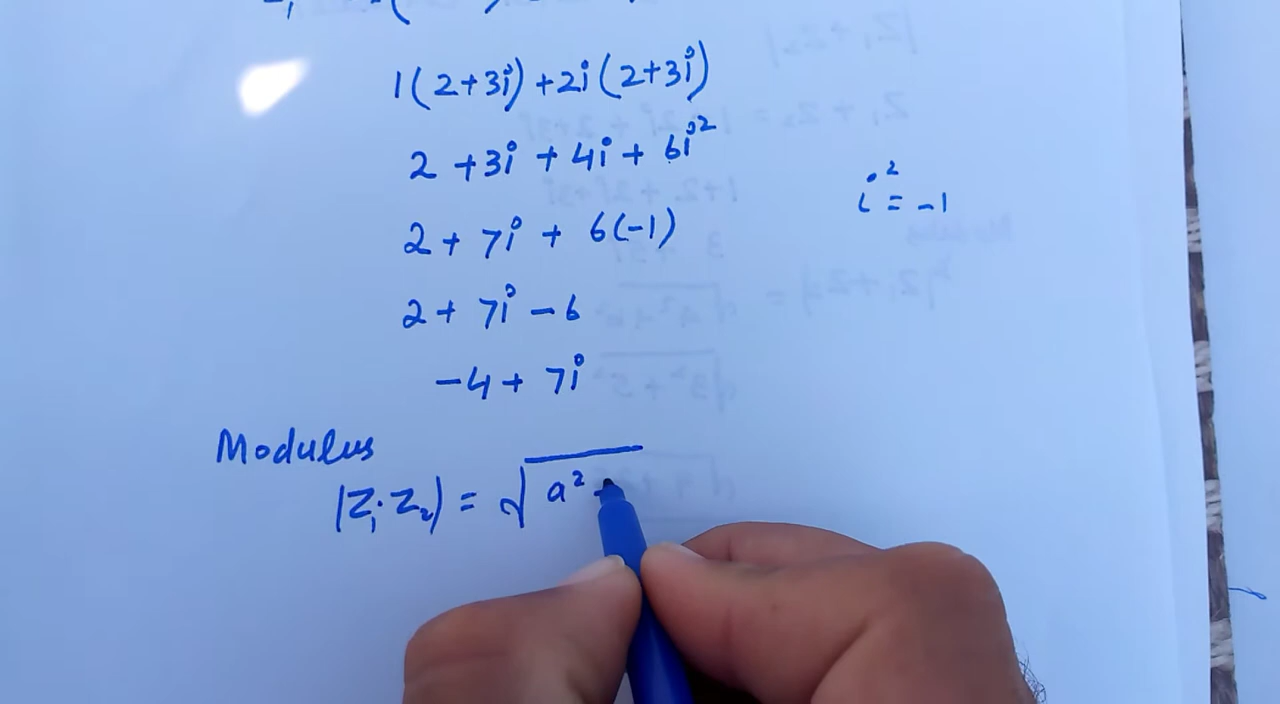 1(2+3i)+2i(2+3i)
2 +3i + 4i + 6i²
i² = -1
2 + 7i + 6(-1)
2 + 7i - 6
-4 + 7i
Modulus
|Z₁·Z₂| = √a²